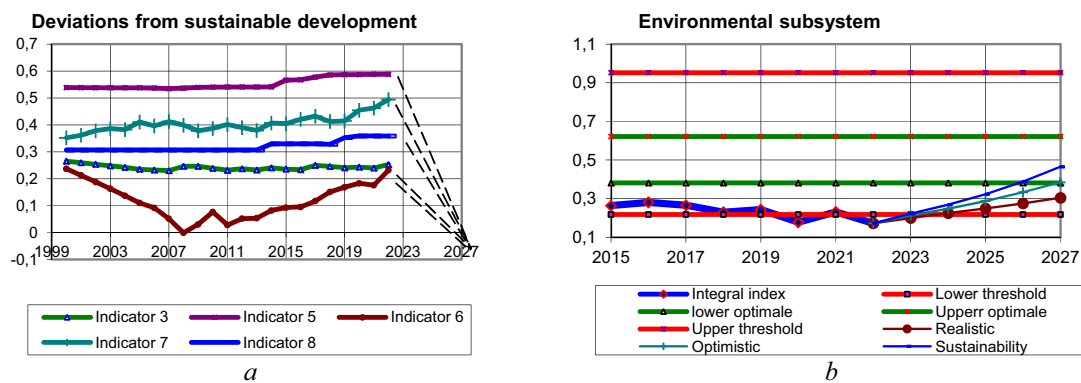 Deviations from sustainable development
0,7
0,6
0,5
0,4
0,3
0,2
0,1
0
-0,1
1999 2003 2007 2011 2015 2019 2023 2027
Indicator 3 Indicator 5 Indicator 6
Indicator 7 Indicator 8
a
Environmental subsystem
1,1
0,9
0,7
0,5
0,3
0,1
2015 2017 2019 2021 2023 2025 2027
Integral index Lower threshold
lower optimale Upperr optimale
Upper threshold Realistic
Optimistic Sustainability
b